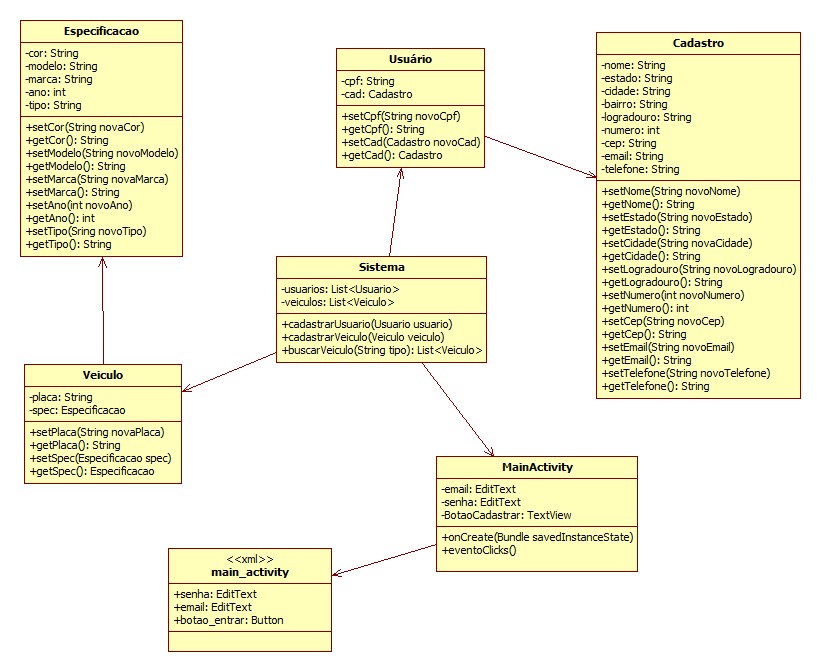 Especificacao
-cor: String
-modelo: String
-marca: String
-ano: int
-tipo: String
+setCor(String novaCor)
+getCor(): String
+setModelo(String novoModelo)
+getModelo(): String
+setMarca(String novaMarca)
+setMarca(): String
+setAno(int novoAno)
+getAno(): int
+setTipo(Sring novoTipo)
+getTipo(): String
Usuário
-cpf: String
-cad: Cadastro
+setCpf(String novoCpf)
+getCpf(): String
+setCad(Cadastro novoCad)
+getCad(): Cadastro
Cadastro
-nome: String
-estado: String
-cidade: String
-bairro: String
-logradouro: String
-numero: int
-cep: String
-email: String
-telefone: String
+setNome(String novoNome)
+getNome(): String
+setEstado(String novoEstado)
+getEstado(): String
+setCidade(String novaCidade)
+getCidade(): String
+setLogradouro(String novoLogradouro)
+getLogradouro(): String
+setNumero(int novoNumero)
+getNumero(): int
+setCep(String novoCep)
+getCep(): String
+setEmail(String novoEmail)
+getEmail(): String
+setTelefone(String novoTelefone)
+getTelefone(): String
Sistema
-usuarios: List<Usuario>
-veiculos: List<Veiculo>
+cadastrarUsuario(Usuario usuario)
+cadastrarVeiculo(Veiculo veiculo)
+buscarVeiculo(String tipo): List<Veiculo>
Veiculo
-placa: String
-spec: Especificacao
+setPlaca(String novaPlaca)
+getPlaca(): String
+setSpec(Especificacao spec)
+getSpec(): Especificacao
MainActivity
-email: EditText
-senha: EditText
-BotaoCadastrar: TextView
+onCreate(Bundle savedInstanceState)
+eventoClicks()
<<xml>>
main_activity
+senha: EditText
+email: EditText
+botao_entrar: Button